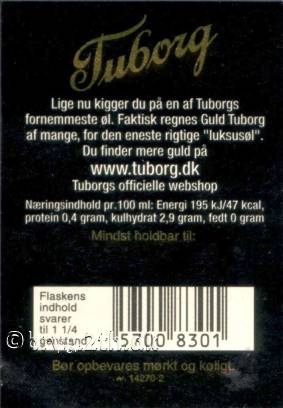 Tuborg
Lige nu kigger du på en af Tuborgs
fornemmeste øl. Faktisk regnes Guld Tuborg
af mange, for den eneste rigtige "luksusøl".
Du finder mere guld på
www.tuborg.dk
Tuborgs officielle webshop
Næringsindhold pr.100 ml: Energi 195 kJ/47 kcal,
protein 0,4 gram, kulhydrat 2,9 gram, fedt 0 gram
Mindst holdbar til:
Flaskens
indhold
svarer
til 1 1/4
genstand
5700 8301
Bør opbevares mørkt og køligt.
nr. 14270-2